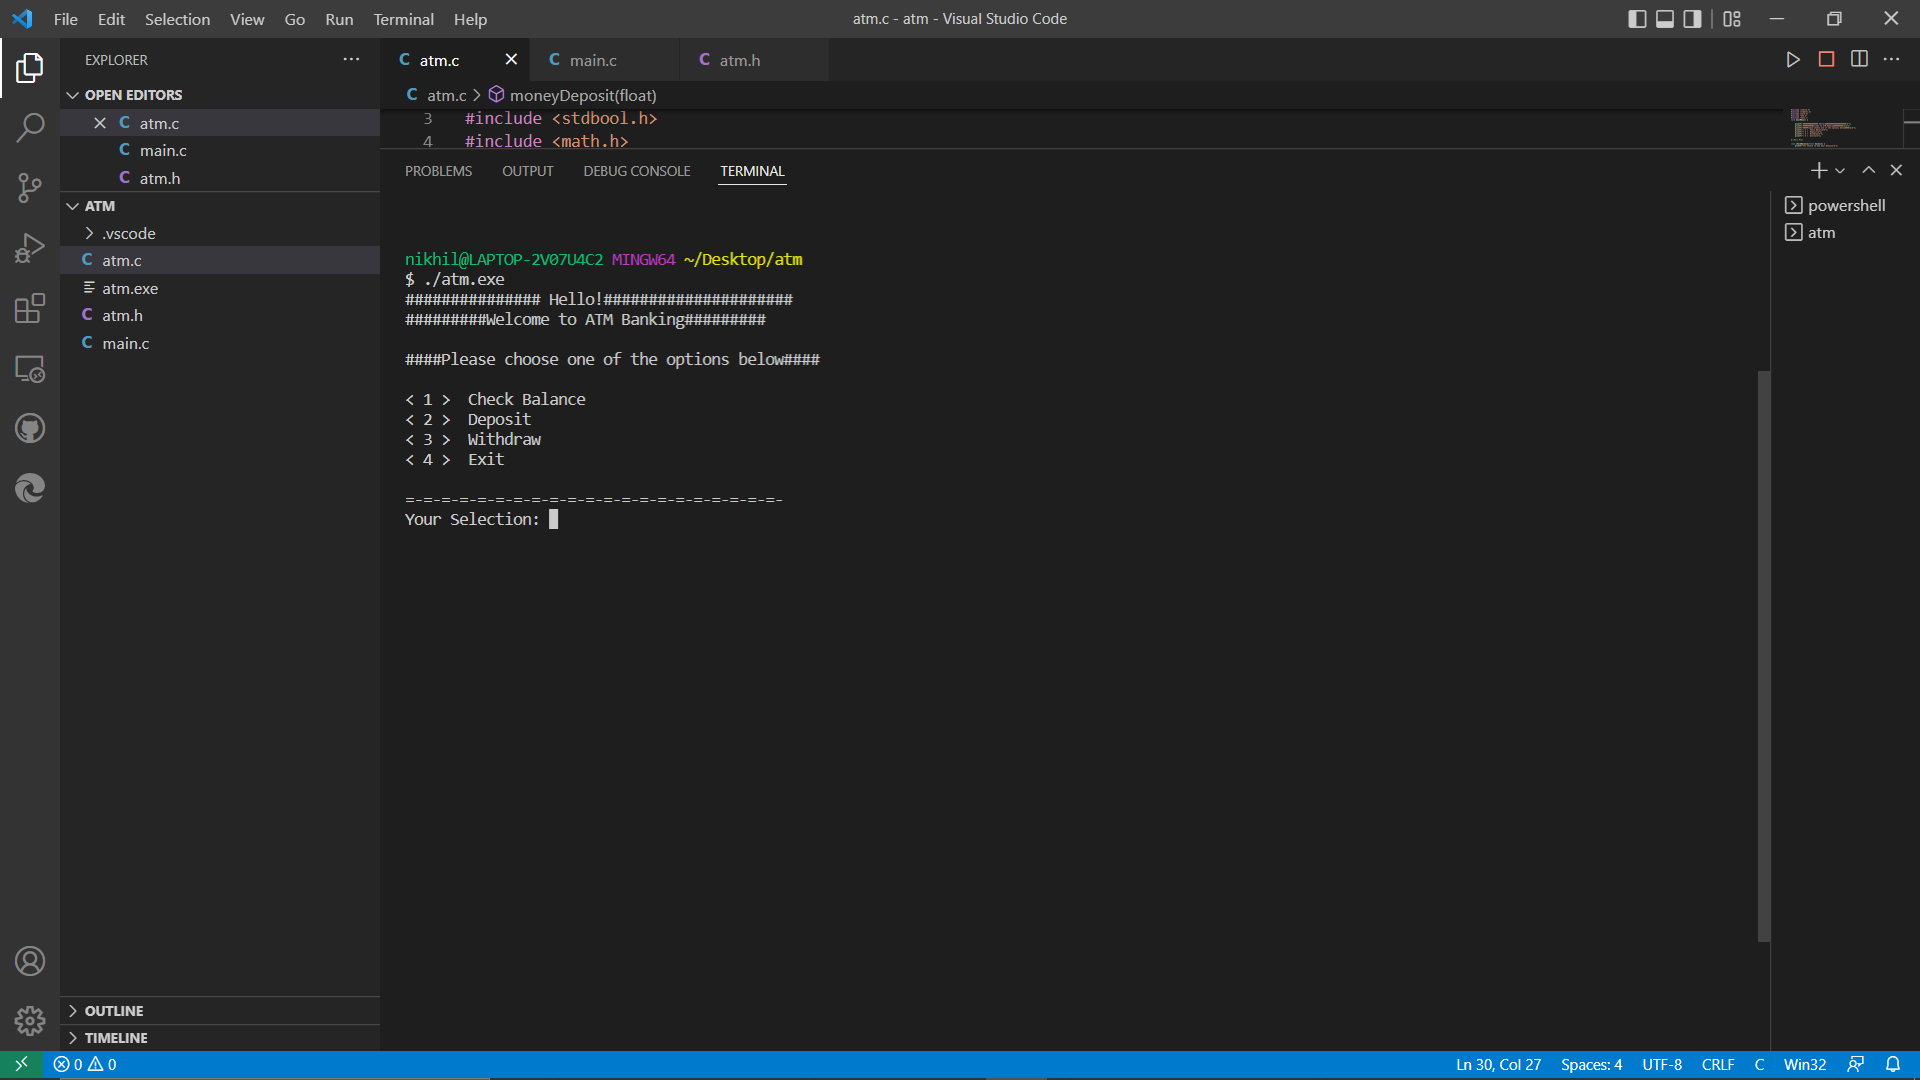 File Edit Selection View Go Run Terminal Help
atm.c - atm - Visual Studio Code
EXPLORER
OPEN EDITORS
atm.c
main.c
atm.h
ATM
.vscode
atm.c
atm.exe
atm.h
main.c
OUTLINE
TIMELINE
atm.c main.c atm.h
atm.c > moneyDeposit(float)
3 #include <stdbool.h>
4 #include <math.h>
PROBLEMS OUTPUT DEBUG CONSOLE TERMINAL
nikhil@LAPTOP-2V07U4C2 MINGW64 ~/Desktop/atm
$ ./atm.exe
############### Hello!#####################
#########Welcome to ATM Banking#########
####Please choose one of the options below####
< 1 >  Check Balance
< 2 >  Deposit
< 3 >  Withdraw
< 4 >  Exit
=-=-=-=-=-=-=-=-=-=-=-=-=-=-=-=-=-=-=-=-=-
Your Selection:
powershell
atm
0 0
Ln 30, Col 27 Spaces: 4 UTF-8 CRLF C Win32